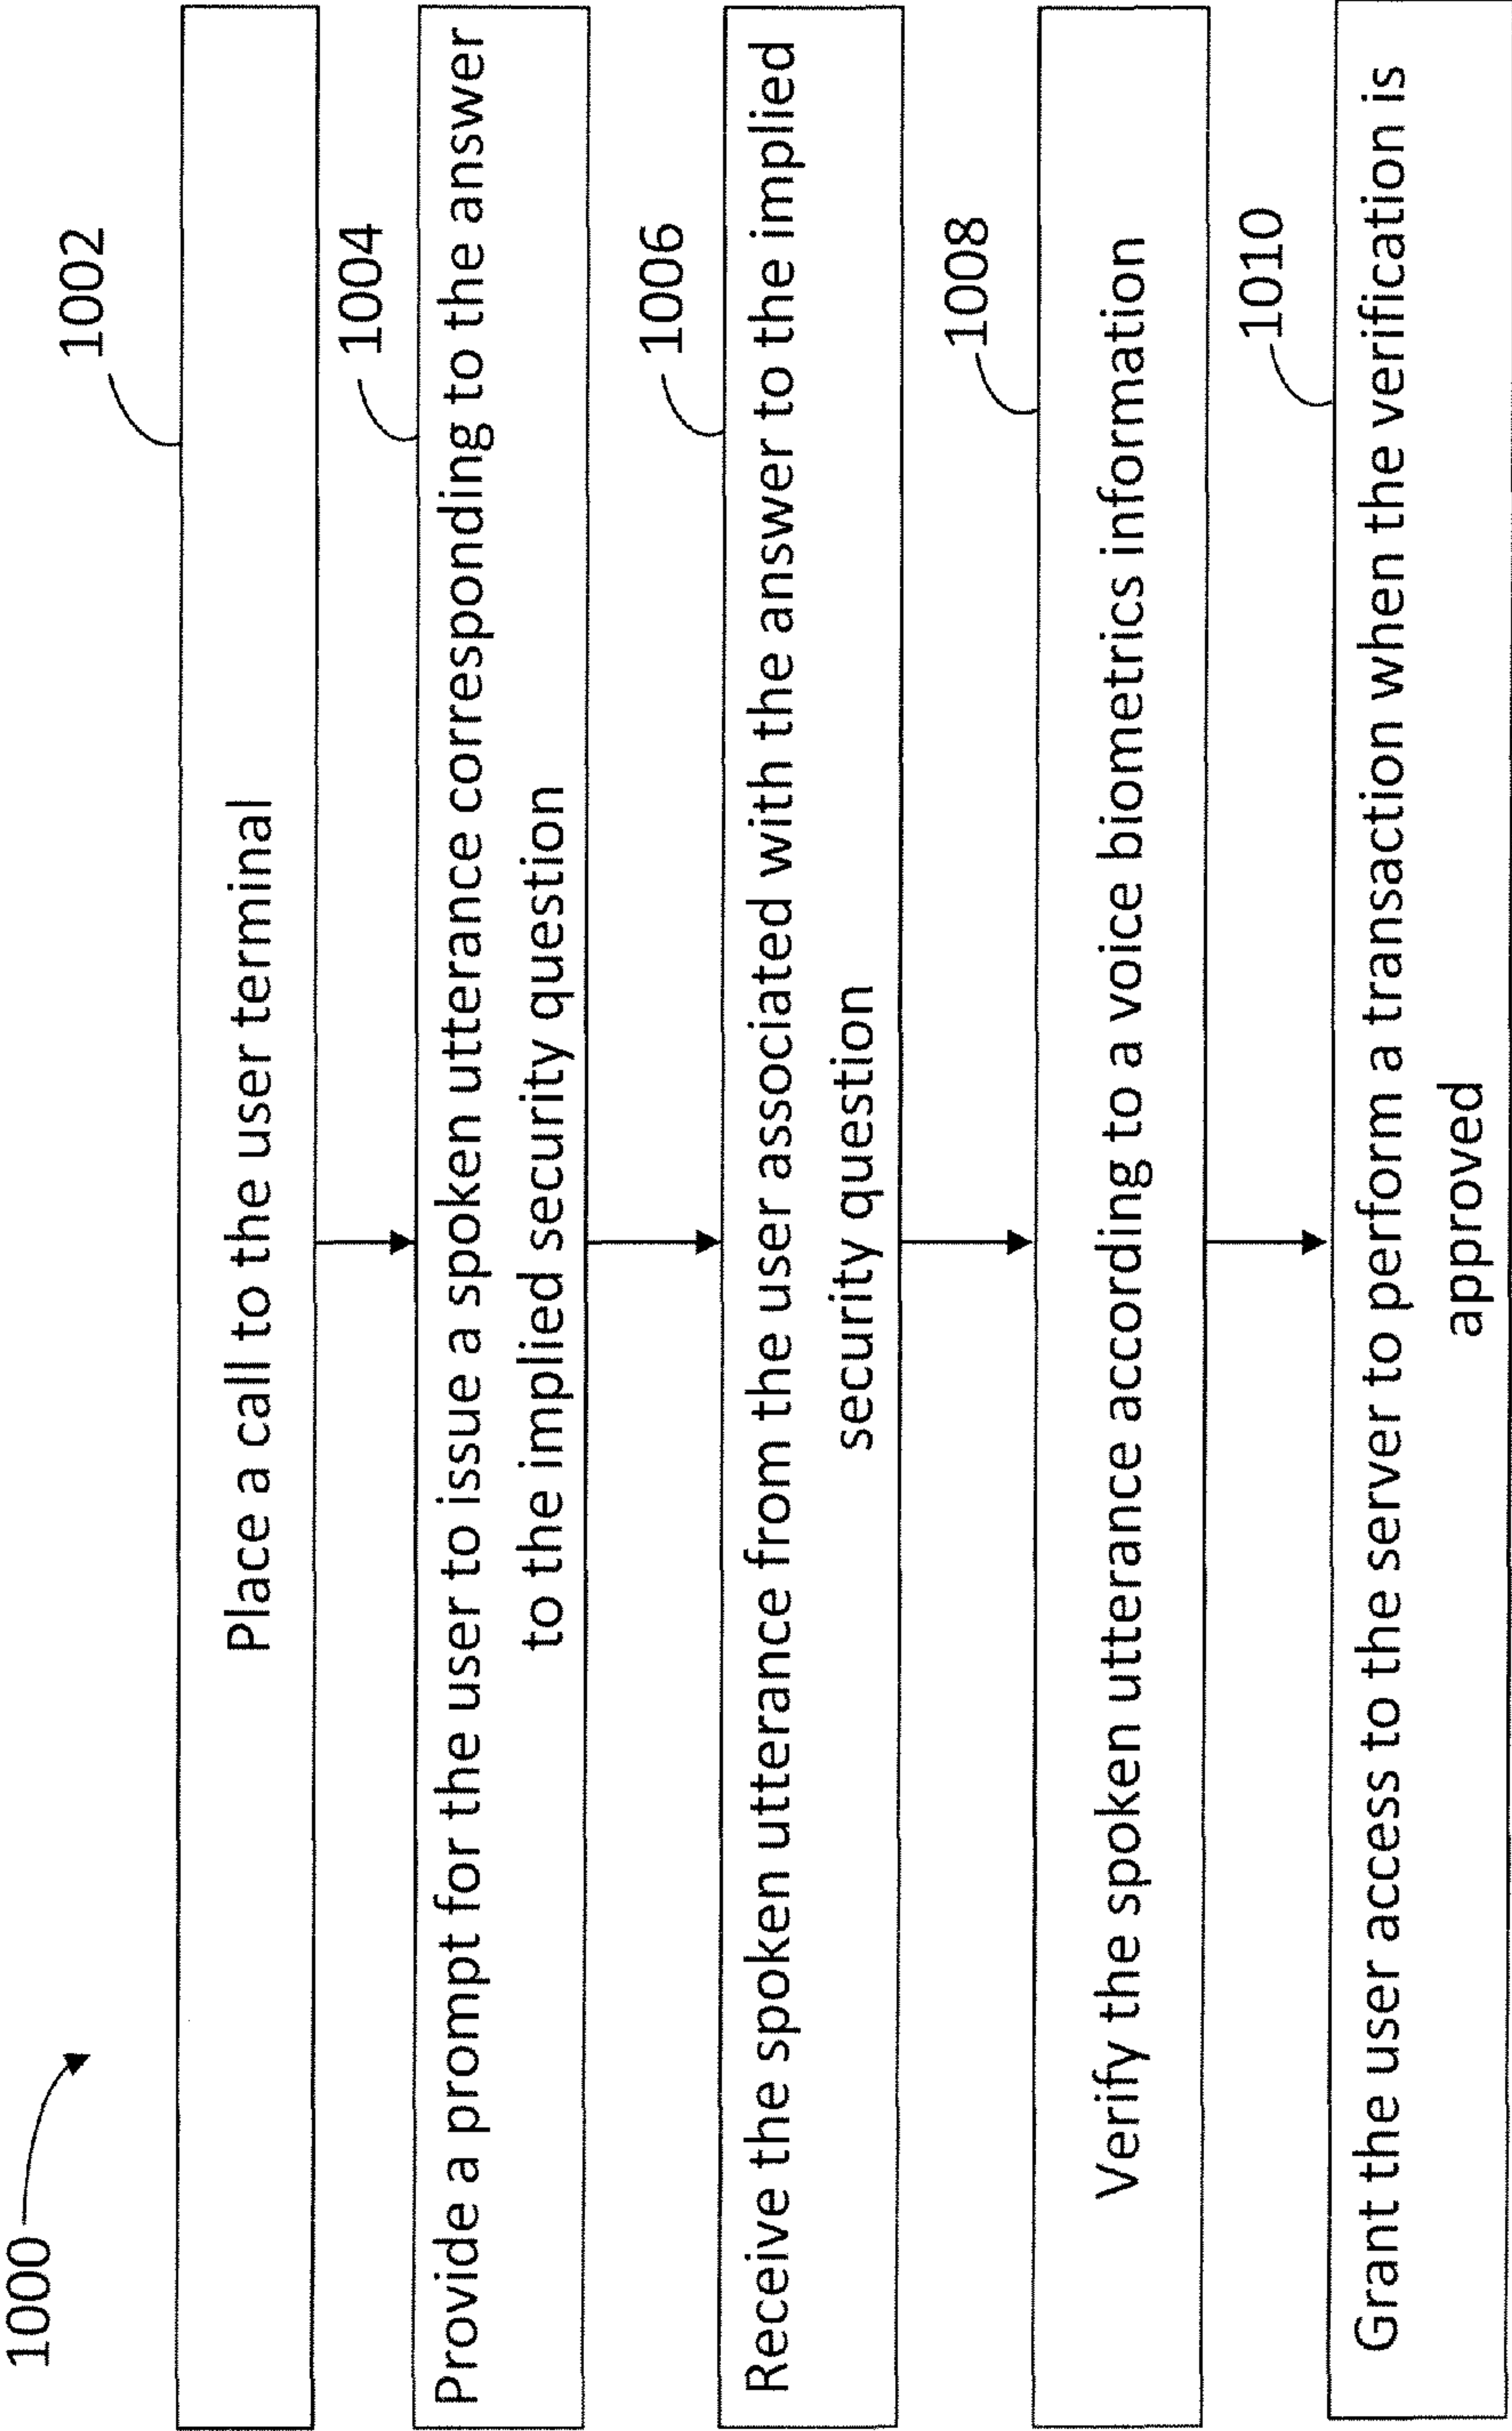 1000
1002
Place a call to the user terminal
1004
Provide a prompt for the user to issue a spoken utterance corresponding to the answer
to the implied security question
1006
Receive the spoken utterance from the user associated with the answer to the implied
security question
1008
Verify the spoken utterance according to a voice biometrics information
1010
Grant the user access to the server to perform a transaction when the verification is
approved